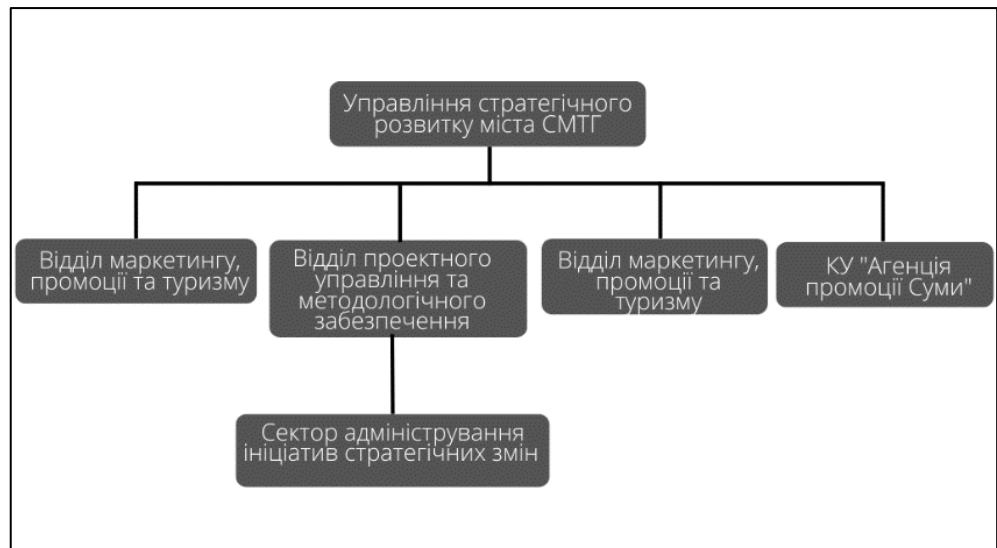 Управління стратегічного
розвитку міста СМТГ
Відділ маркетингу,
промоції та туризму
Відділ проектного
управління та
методологічного
забезпечення
Відділ маркетингу,
промоції та
туризму
КУ "Агенція
промоції Суми"
Сектор адміністрування
ініціатив стратегічних змін